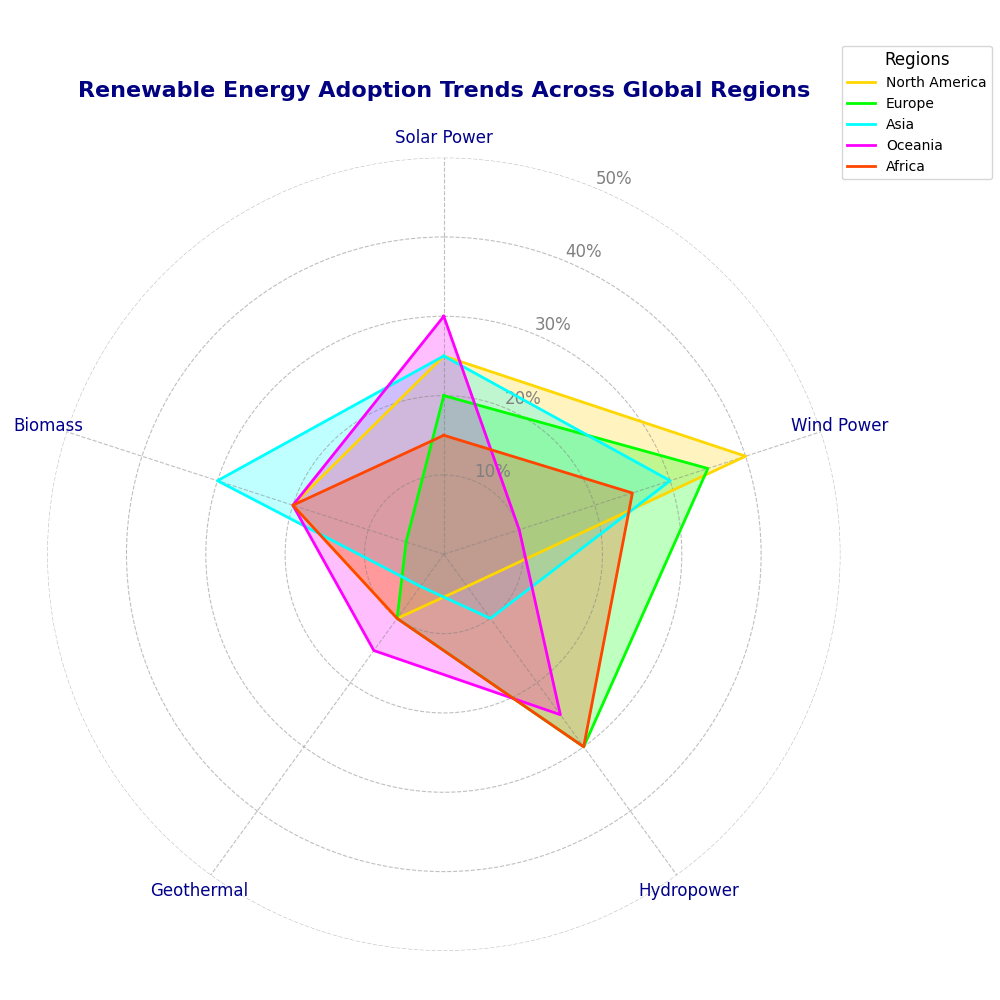 Regions
North America
Europe
Asia
Oceania
Africa
Renewable Energy Adoption Trends Across Global Regions
Solar Power
50%
40%
30%
20%
10%
Wind Power
Biomass
Geothermal
Hydropower